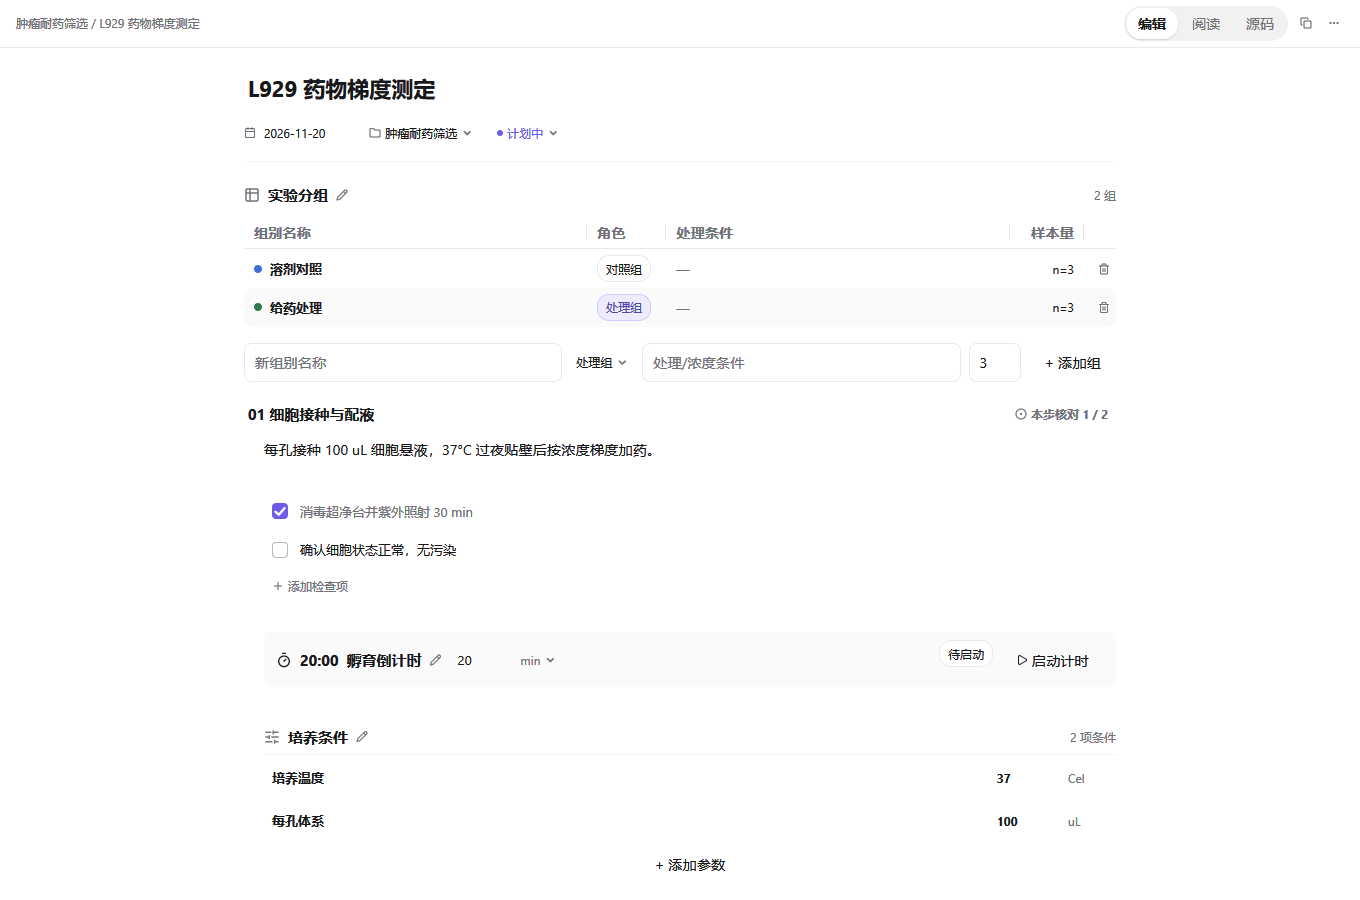 肿瘤耐药筛选 / L929 药物梯度测定
编辑 阅读 源码
L929 药物梯度测定
2026-11-20 肿瘤耐药筛选 计划中
实验分组 2 组
组别名称 角色 处理条件 样本量
溶剂对照 对照组 — n=3
给药处理 处理组 — n=3
新组别名称 处理组 处理/浓度条件 3 + 添加组
01 细胞接种与配液 本步核对 1 / 2
每孔接种 100 uL 细胞悬液，37°C 过夜贴壁后按浓度梯度加药。
消毒超净台并紫外照射 30 min
确认细胞状态正常，无污染
+ 添加检查项
20:00 孵育倒计时 20 min 待启动 启动计时
培养条件 2 项条件
培养温度 37 Cel
每孔体系 100 uL
+ 添加参数